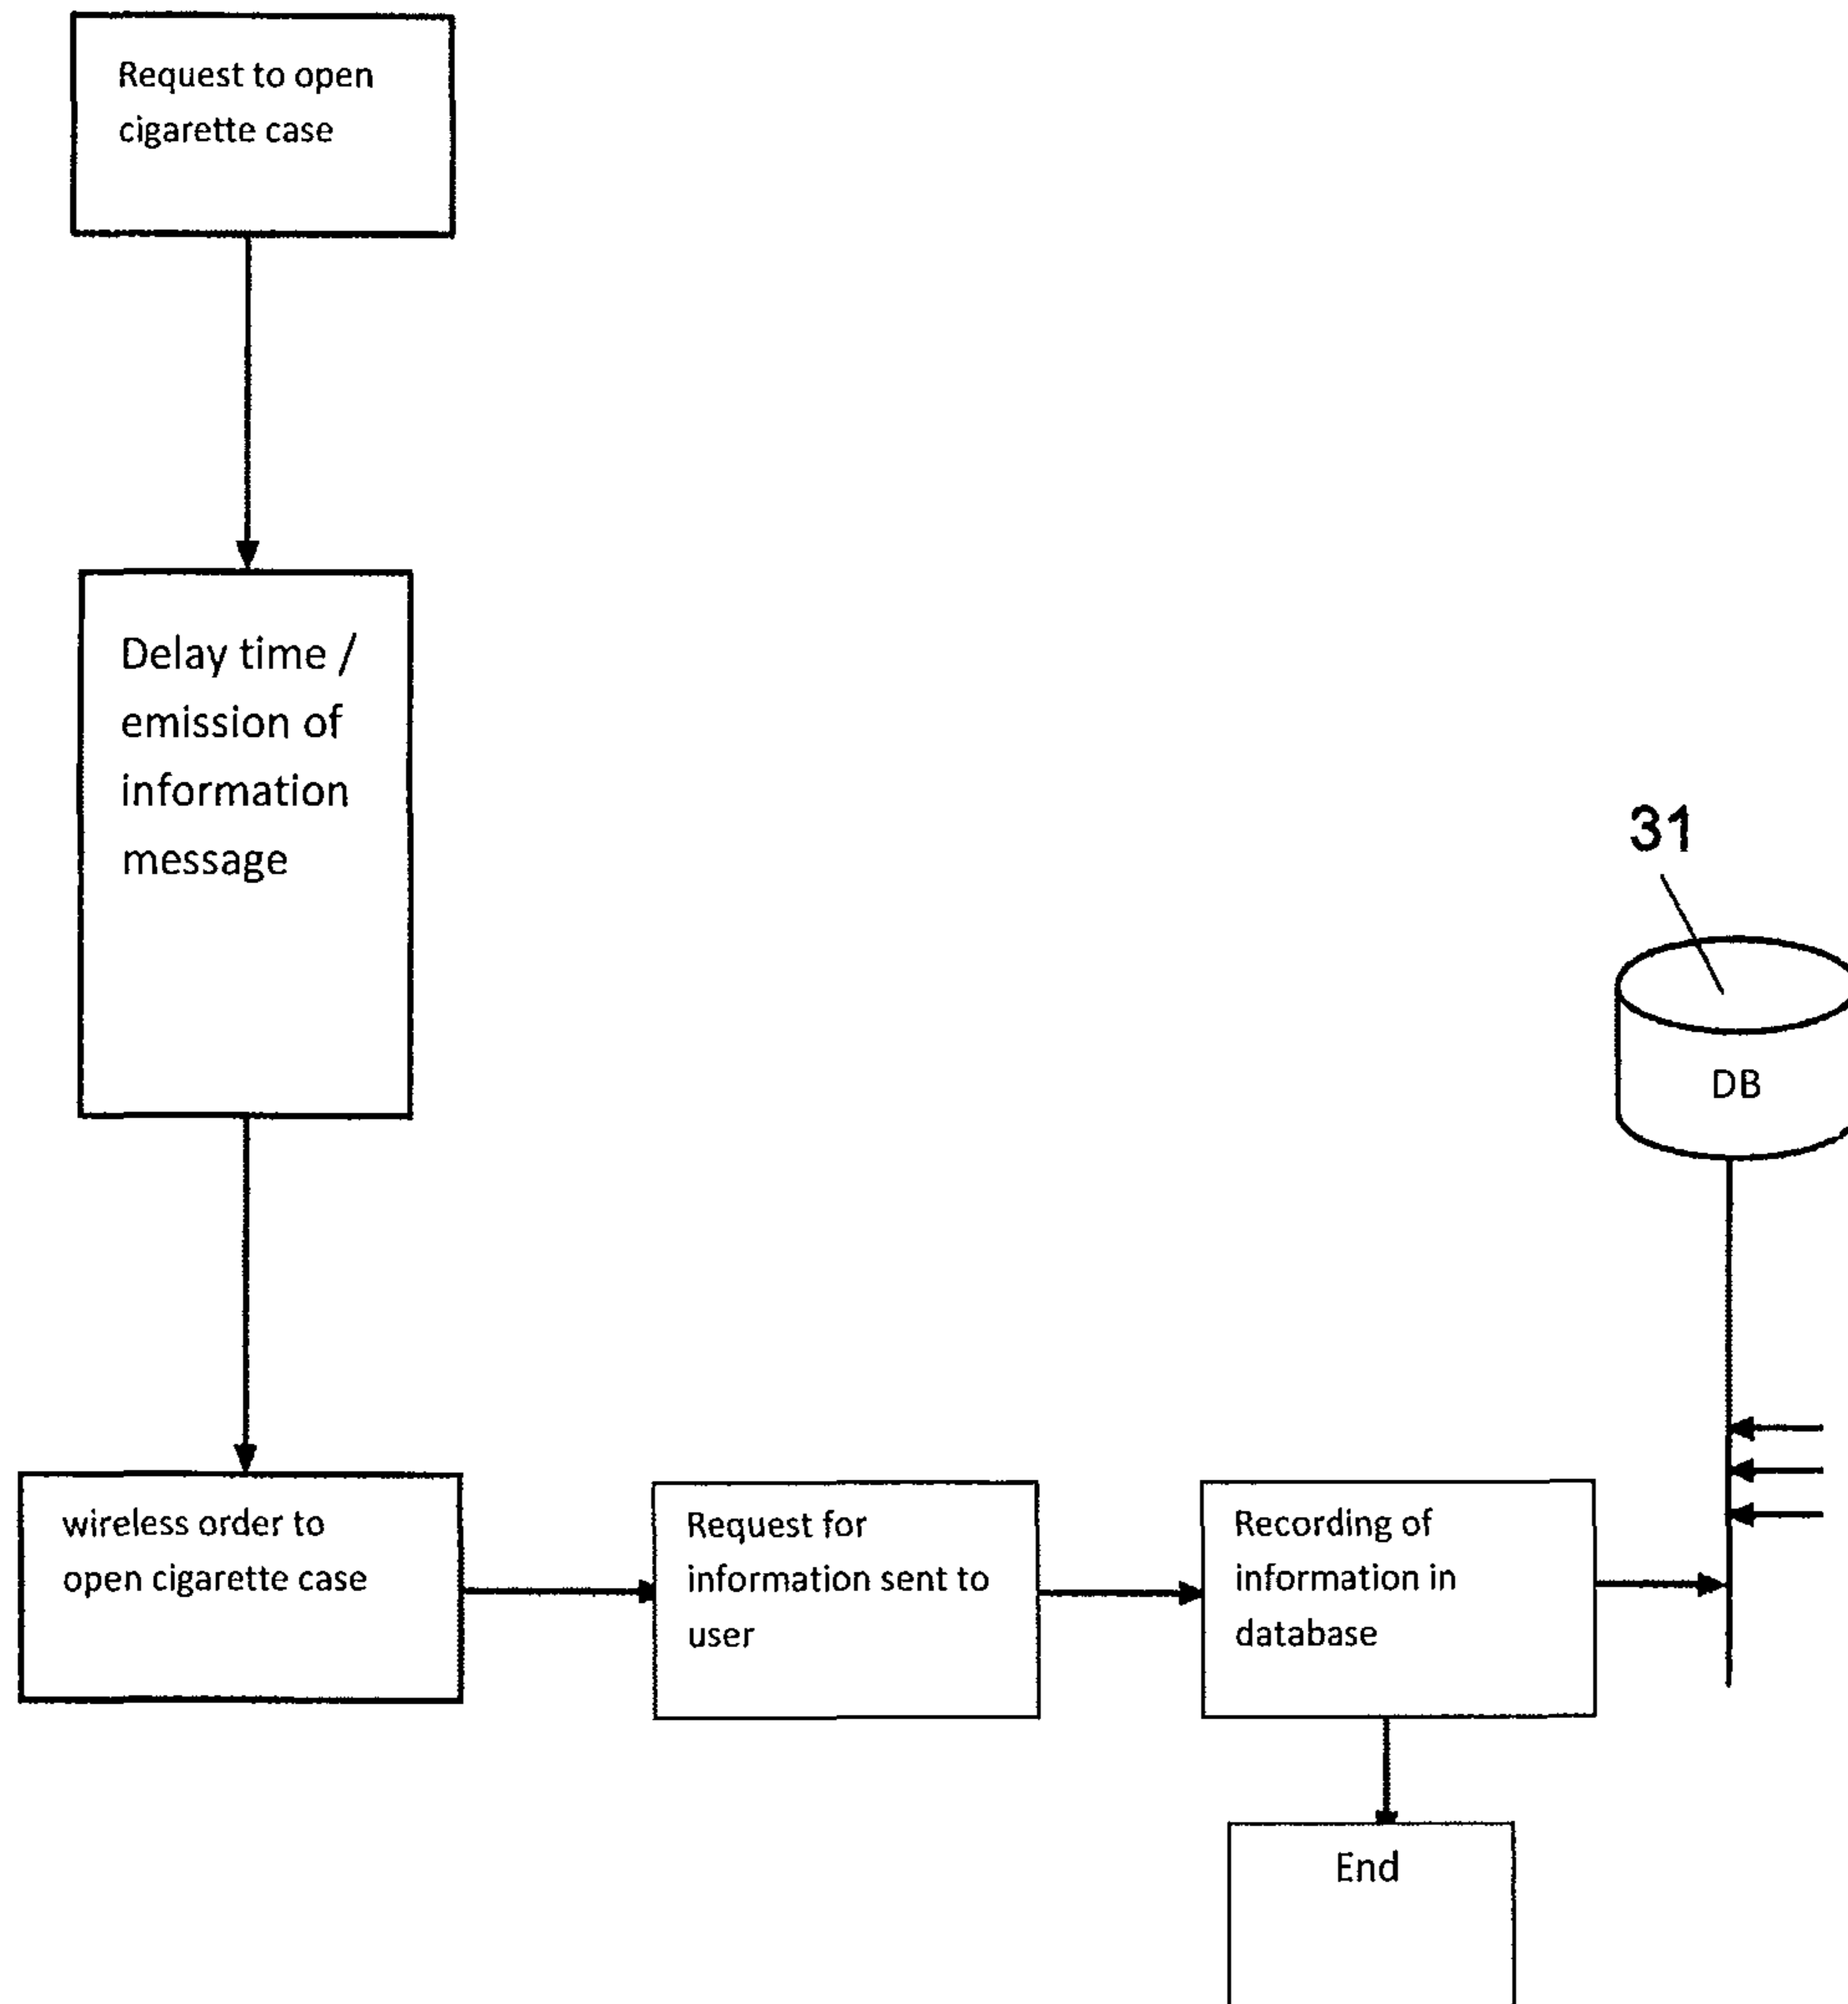 Request to open
cigarette case
Delay time /
emission of
information
message
31
DB
wireless order to
open cigarette case
Request for
information sent to
user
Recording of
information in
database
End